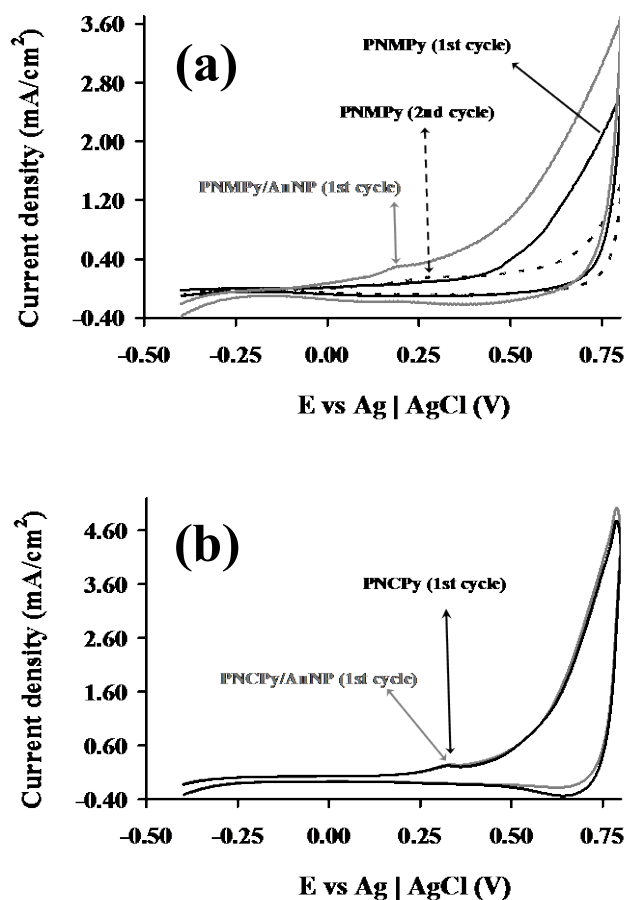 (a)
3.60
2.80
2.00
1.20
0.40
-0.40
Current density (mA/cm²)
PNMPy (1st cycle)
PNMPy (2nd cycle)
PNMPy/AuNP (1st cycle)
-0.50 -0.25 0.00 0.25 0.50 0.75
E vs Ag | AgCl (V)
(b)
4.60
3.60
2.60
1.60
0.60
-0.40
Current density (mA/cm²)
PNCPy (1st cycle)
PNCPy/AuNP (1st cycle)
-0.50 -0.25 0.00 0.25 0.50 0.75
E vs Ag | AgCl (V)